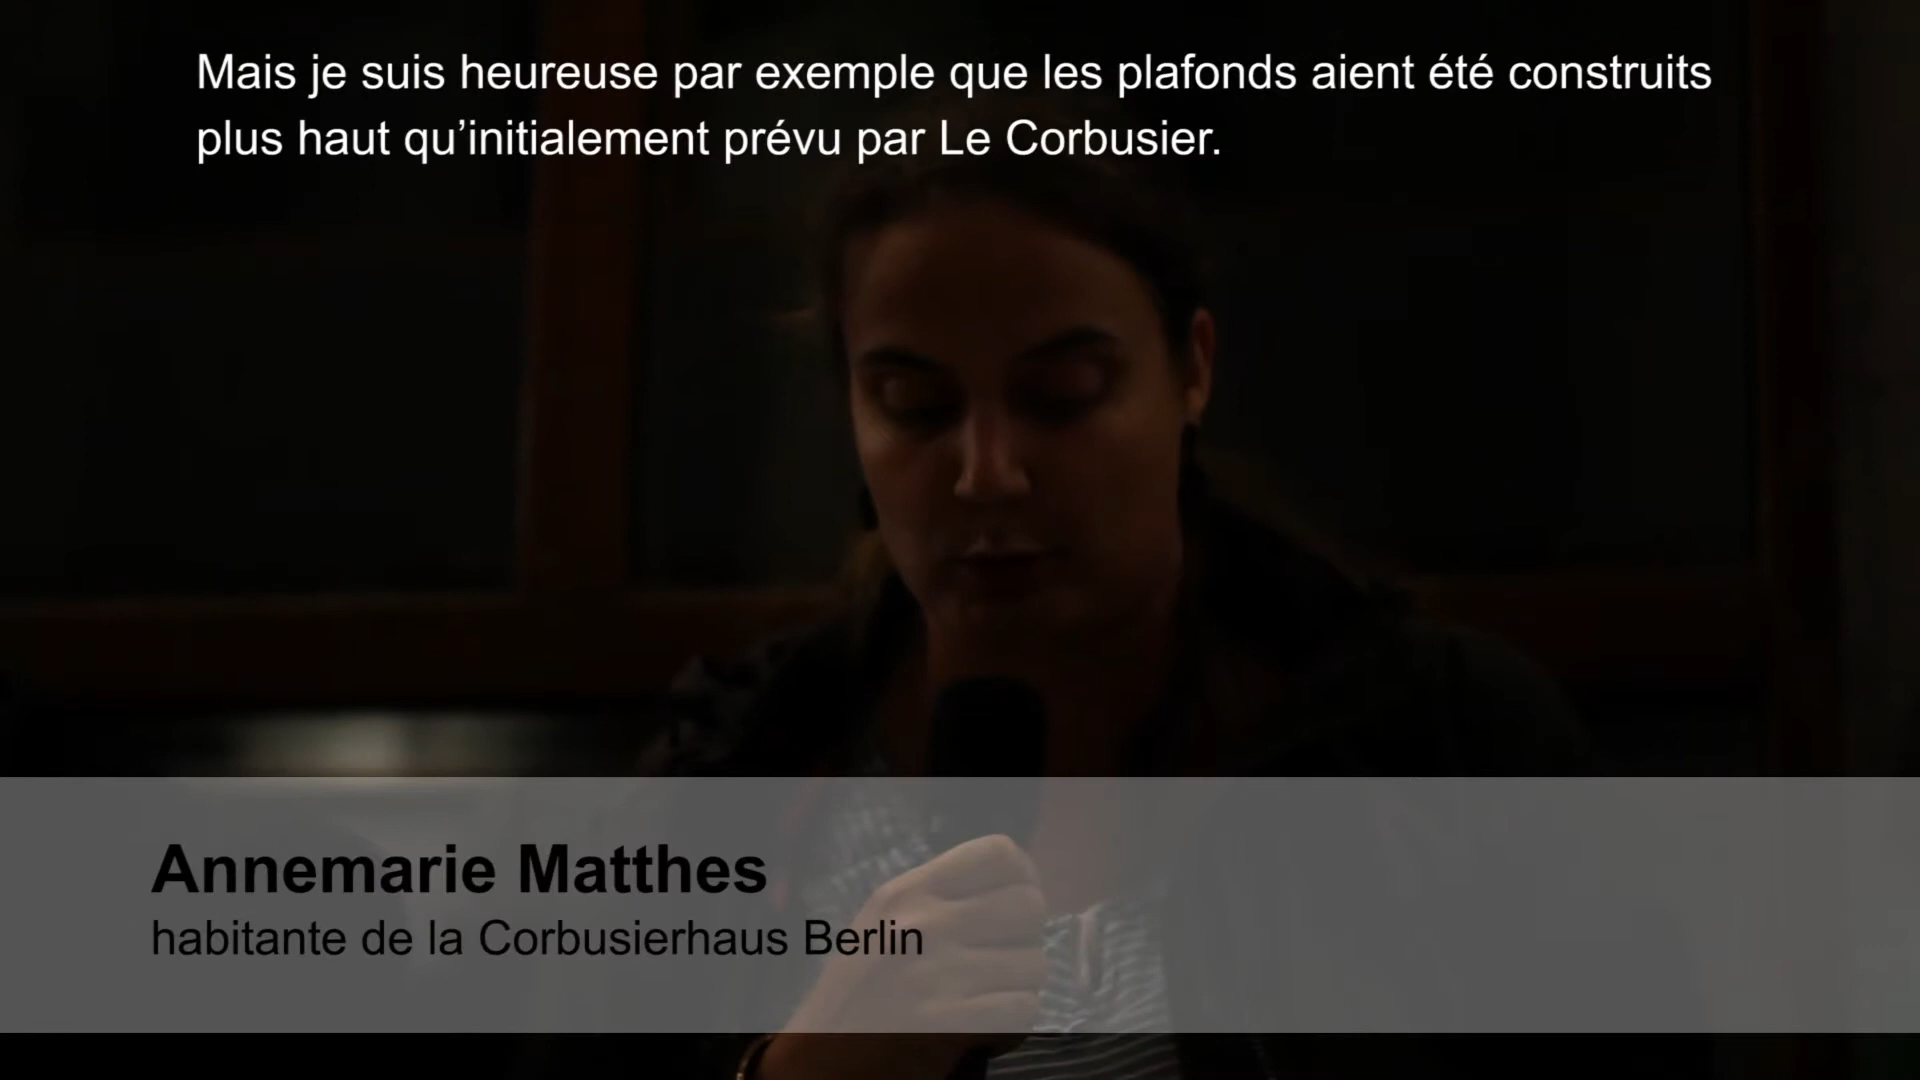 Mais je suis heureuse par exemple que les plafonds aient été construits
plus haut qu’initialement prévu par Le Corbusier.
Annemarie Matthes
habitante de la Corbusierhaus Berlin